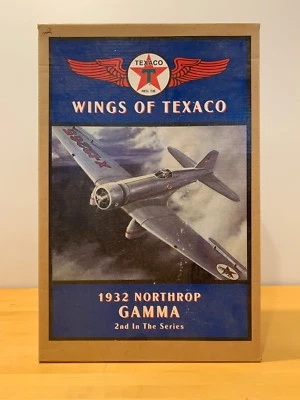 TEXACO
T
WINGS OF TEXACO
1932 NORTHROP
GAMMA
2nd In The Series